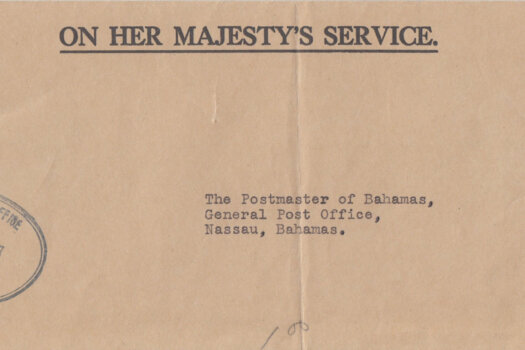 ON HER MAJESTY'S SERVICE.
The Postmaster of Bahamas,
General Post Office,
Nassau, Bahamas.